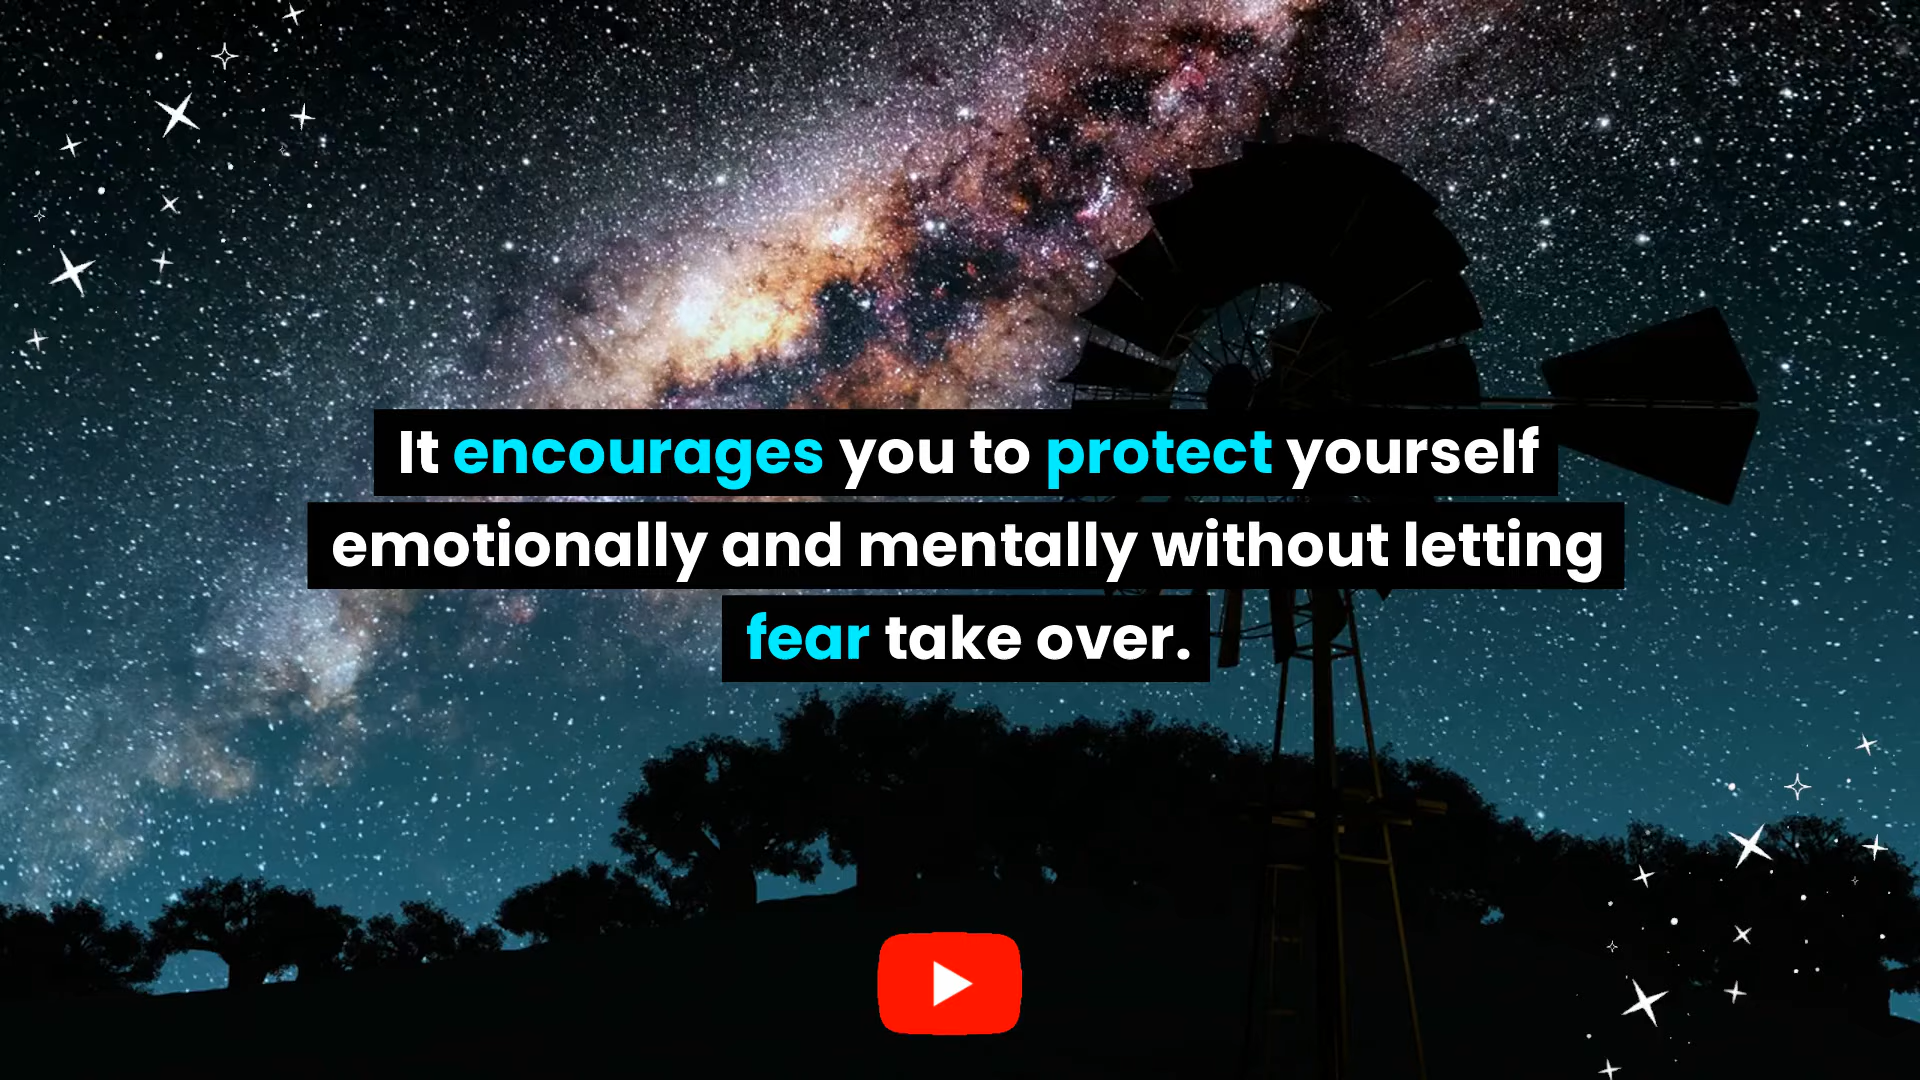 It encourages you to protect yourself
emotionally and mentally without letting
fear take over.